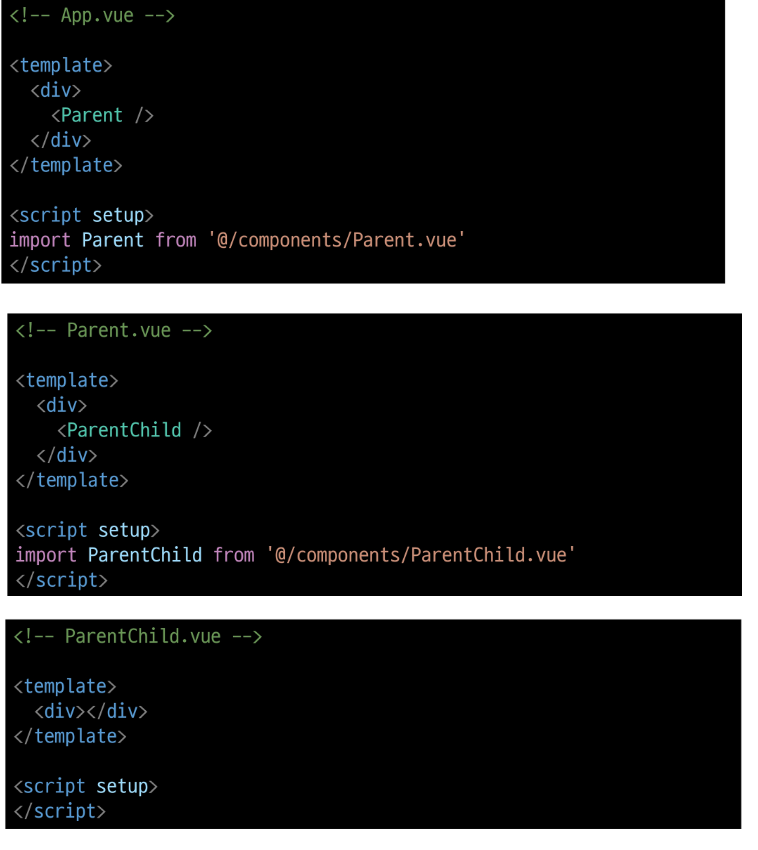 <!-- App.vue -->
<template>
  <div>
    <Parent />
  </div>
</template>
<script setup>
import Parent from '@/components/Parent.vue'
</script>
<!-- Parent.vue -->
<template>
  <div>
    <ParentChild />
  </div>
</template>
<script setup>
import ParentChild from '@/components/ParentChild.vue'
</script>
<!-- ParentChild.vue -->
<template>
  <div></div>
</template>
<script setup>
</script>